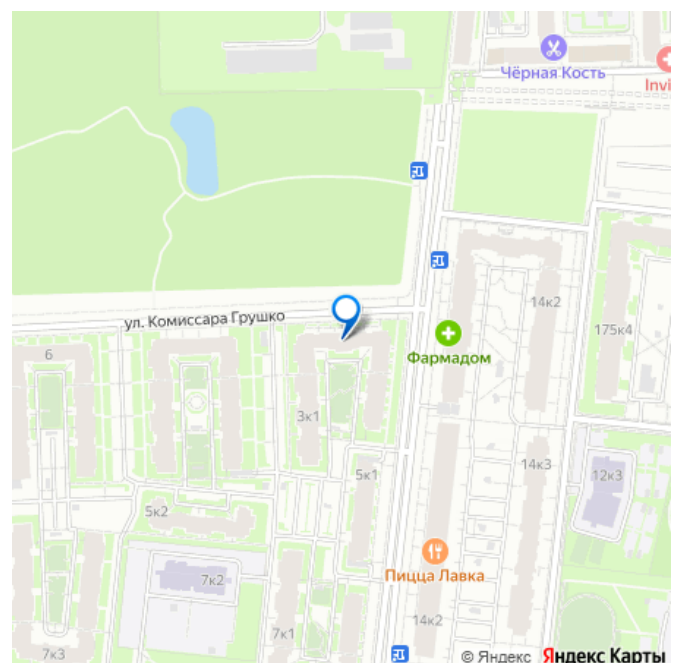 Чёрная Кость
Invi
ул. Комиссара Грушко
14к2
175к4
6
Фармадом
3к1
14к3
5к1
12к3
5к2
Пицца Лавка
7к2
14к2
7к1
7к3
© Яндекс Яндекс Карты